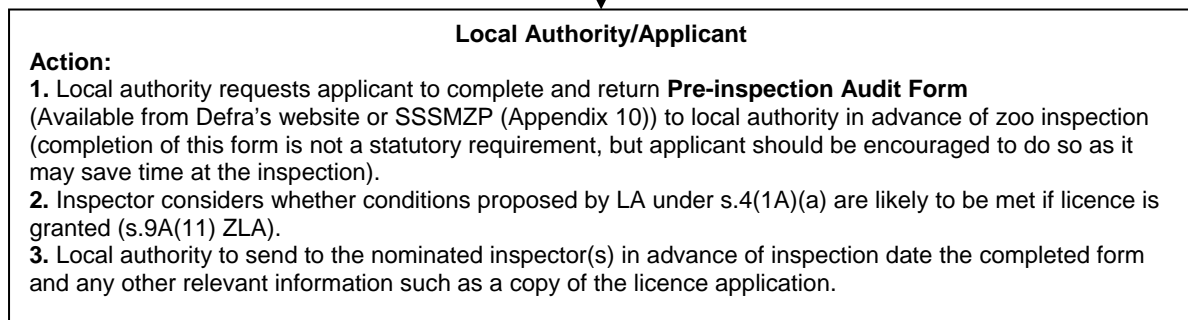 Local Authority/Applicant
Action:
1. Local authority requests applicant to complete and return Pre-inspection Audit Form
(Available from Defra's website or SSSMZP (Appendix 10)) to local authority in advance of zoo inspection
(completion of this form is not a statutory requirement, but applicant should be encouraged to do so as it
may save time at the inspection).
2. Inspector considers whether conditions proposed by LA under s.4(1A)(a) are likely to be met if licence is
granted (s.9A(11) ZLA).
3. Local authority to send to the nominated inspector(s) in advance of inspection date the completed form
and any other relevant information such as a copy of the licence application.